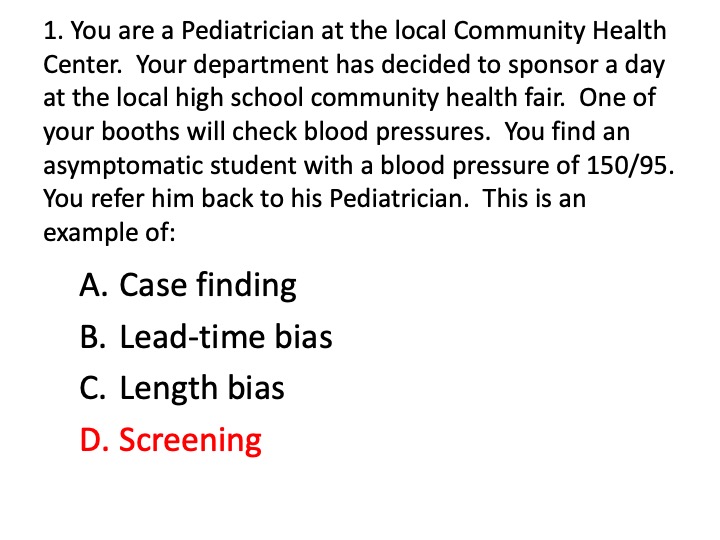 1. You are a Pediatrician at the local Community Health
Center.  Your department has decided to sponsor a day
at the local high school community health fair.  One of
your booths will check blood pressures.  You find an
asymptomatic student with a blood pressure of 150/95.
You refer him back to his Pediatrician.  This is an
example of:
A. Case finding
B. Lead-time bias
C. Length bias
D. Screening